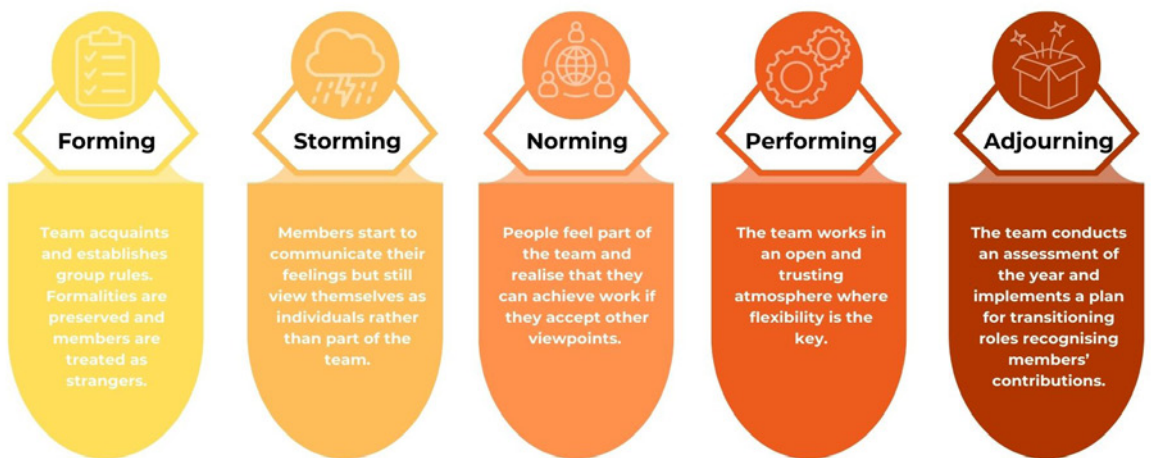 Forming
Team acquaints
and establishes
group rules.
Formalities are
preserved and
members are
treated as
strangers.
Storming
Members start to
communicate their
feelings but still
view themselves as
individuals rather
than part of the
team.
Norming
People feel part of
the team and
realise that they
can achieve work if
they accept other
viewpoints.
Performing
The team works in
an open and
trusting
atmosphere where
flexibility is the
key.
Adjourning
The team conducts
an assessment of
the year and
implements a plan
for transitioning
roles recognising
members’
contributions.